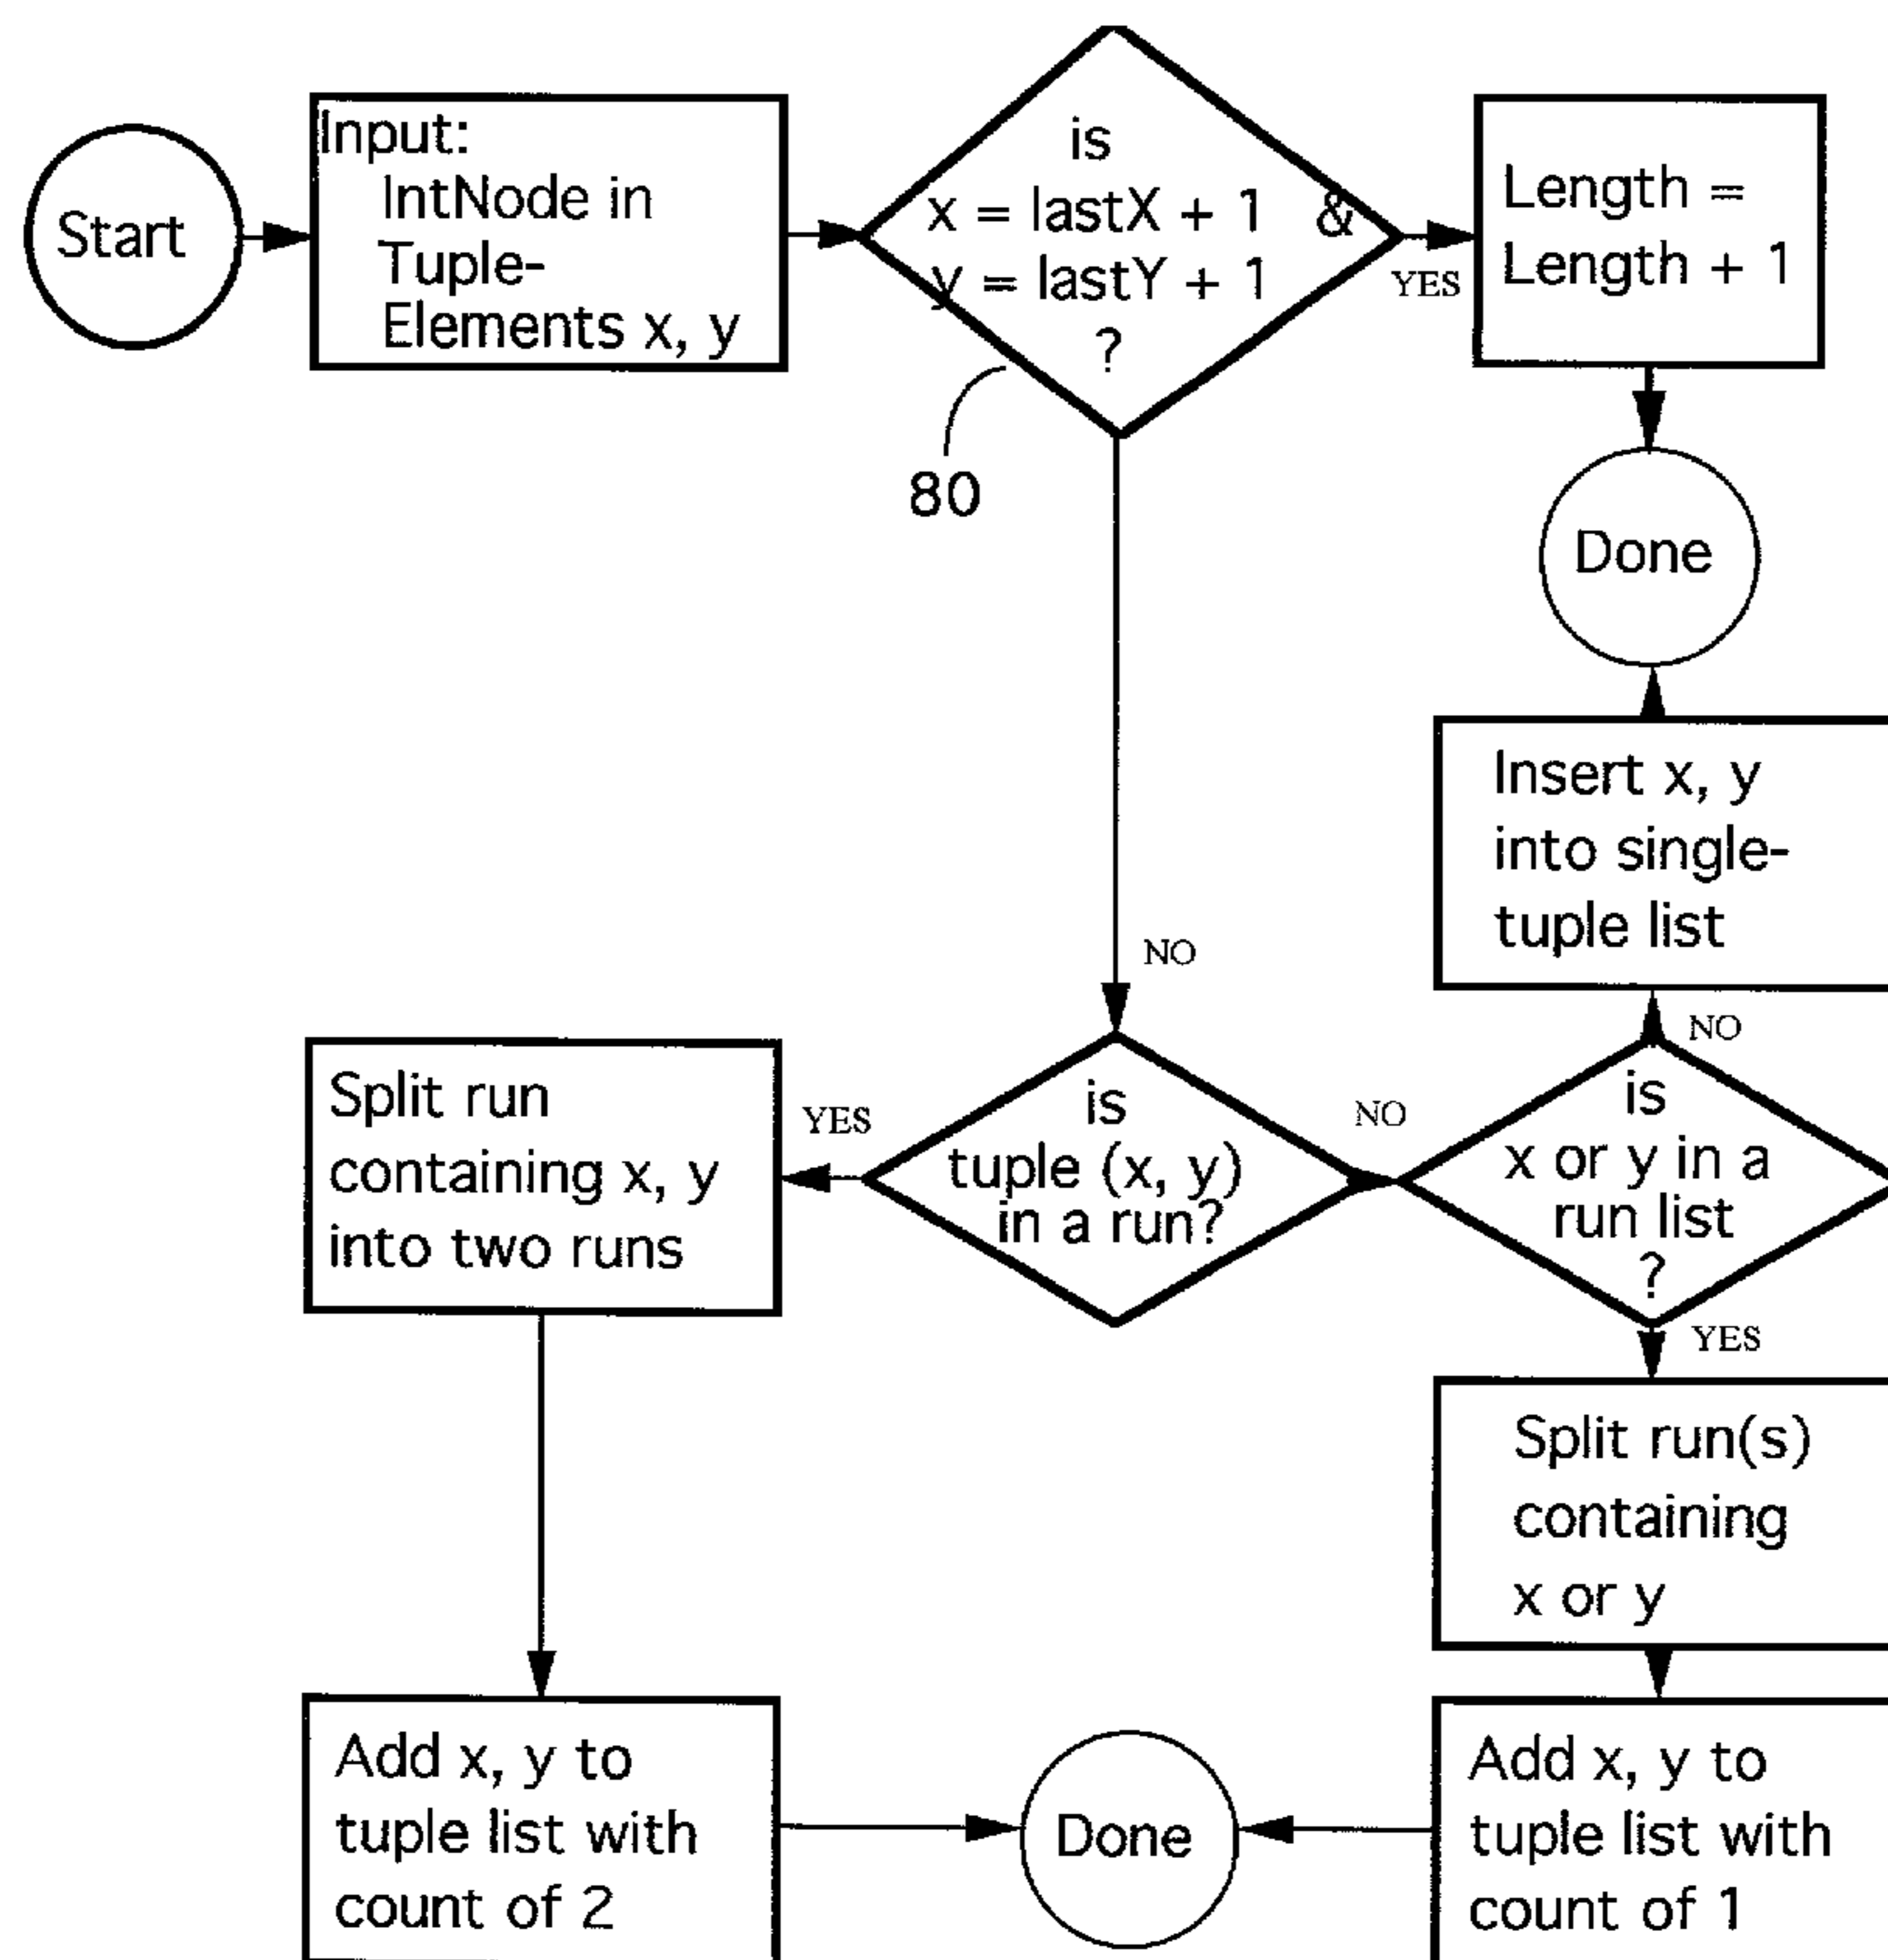 Start
Input:
IntNode in
Tuple-
Elements x, y
is
x = lastX + 1 &
y = lastY + 1
?
80
YES
Length =
Length + 1
Done
Insert x, y
into single-
tuple list
NO
NO
Split run
containing x, y
into two runs
YES
is
tuple (x, y)
in a run?
NO
is
x or y in a
run list
?
YES
Split run(s)
containing
x or y
Add x, y to
tuple list with
count of 2
Done
Add x, y to
tuple list with
count of 1